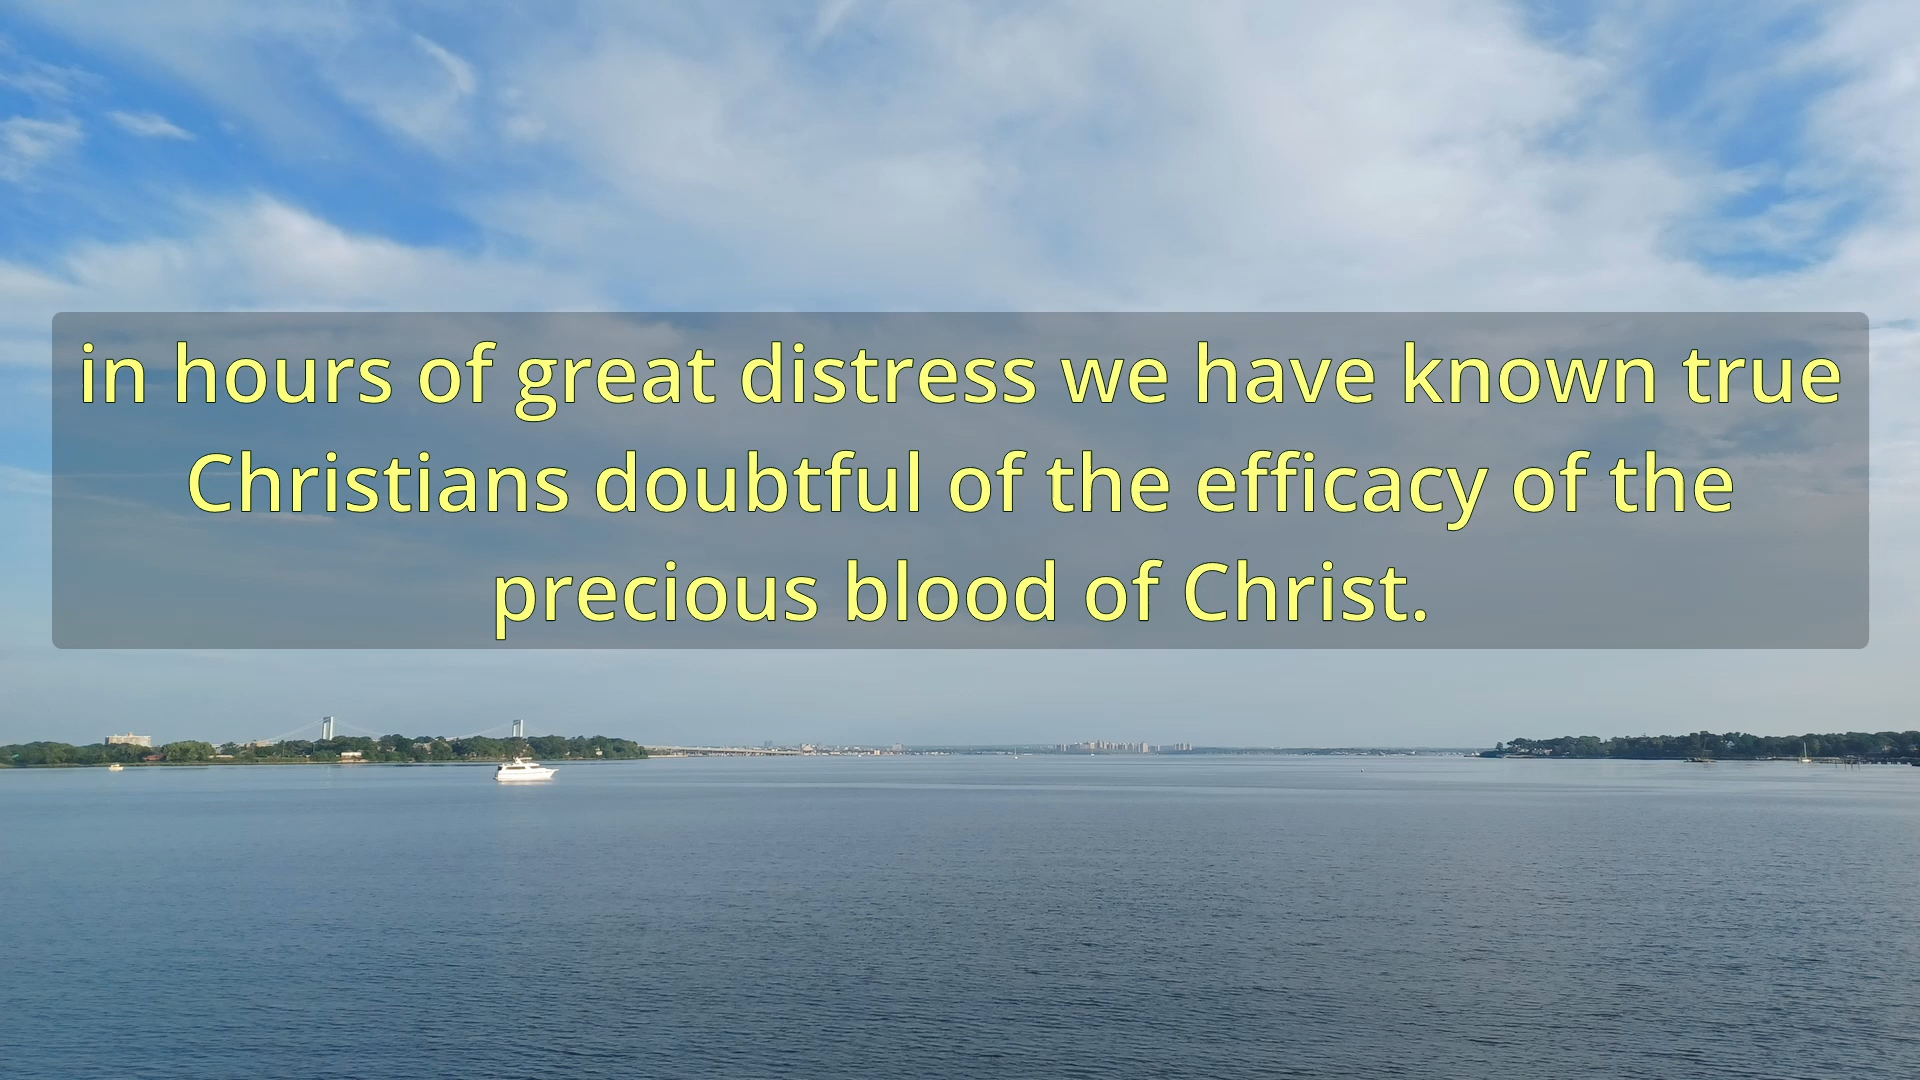 in hours of great distress we have known true
Christians doubtful of the efficacy of the
precious blood of Christ.